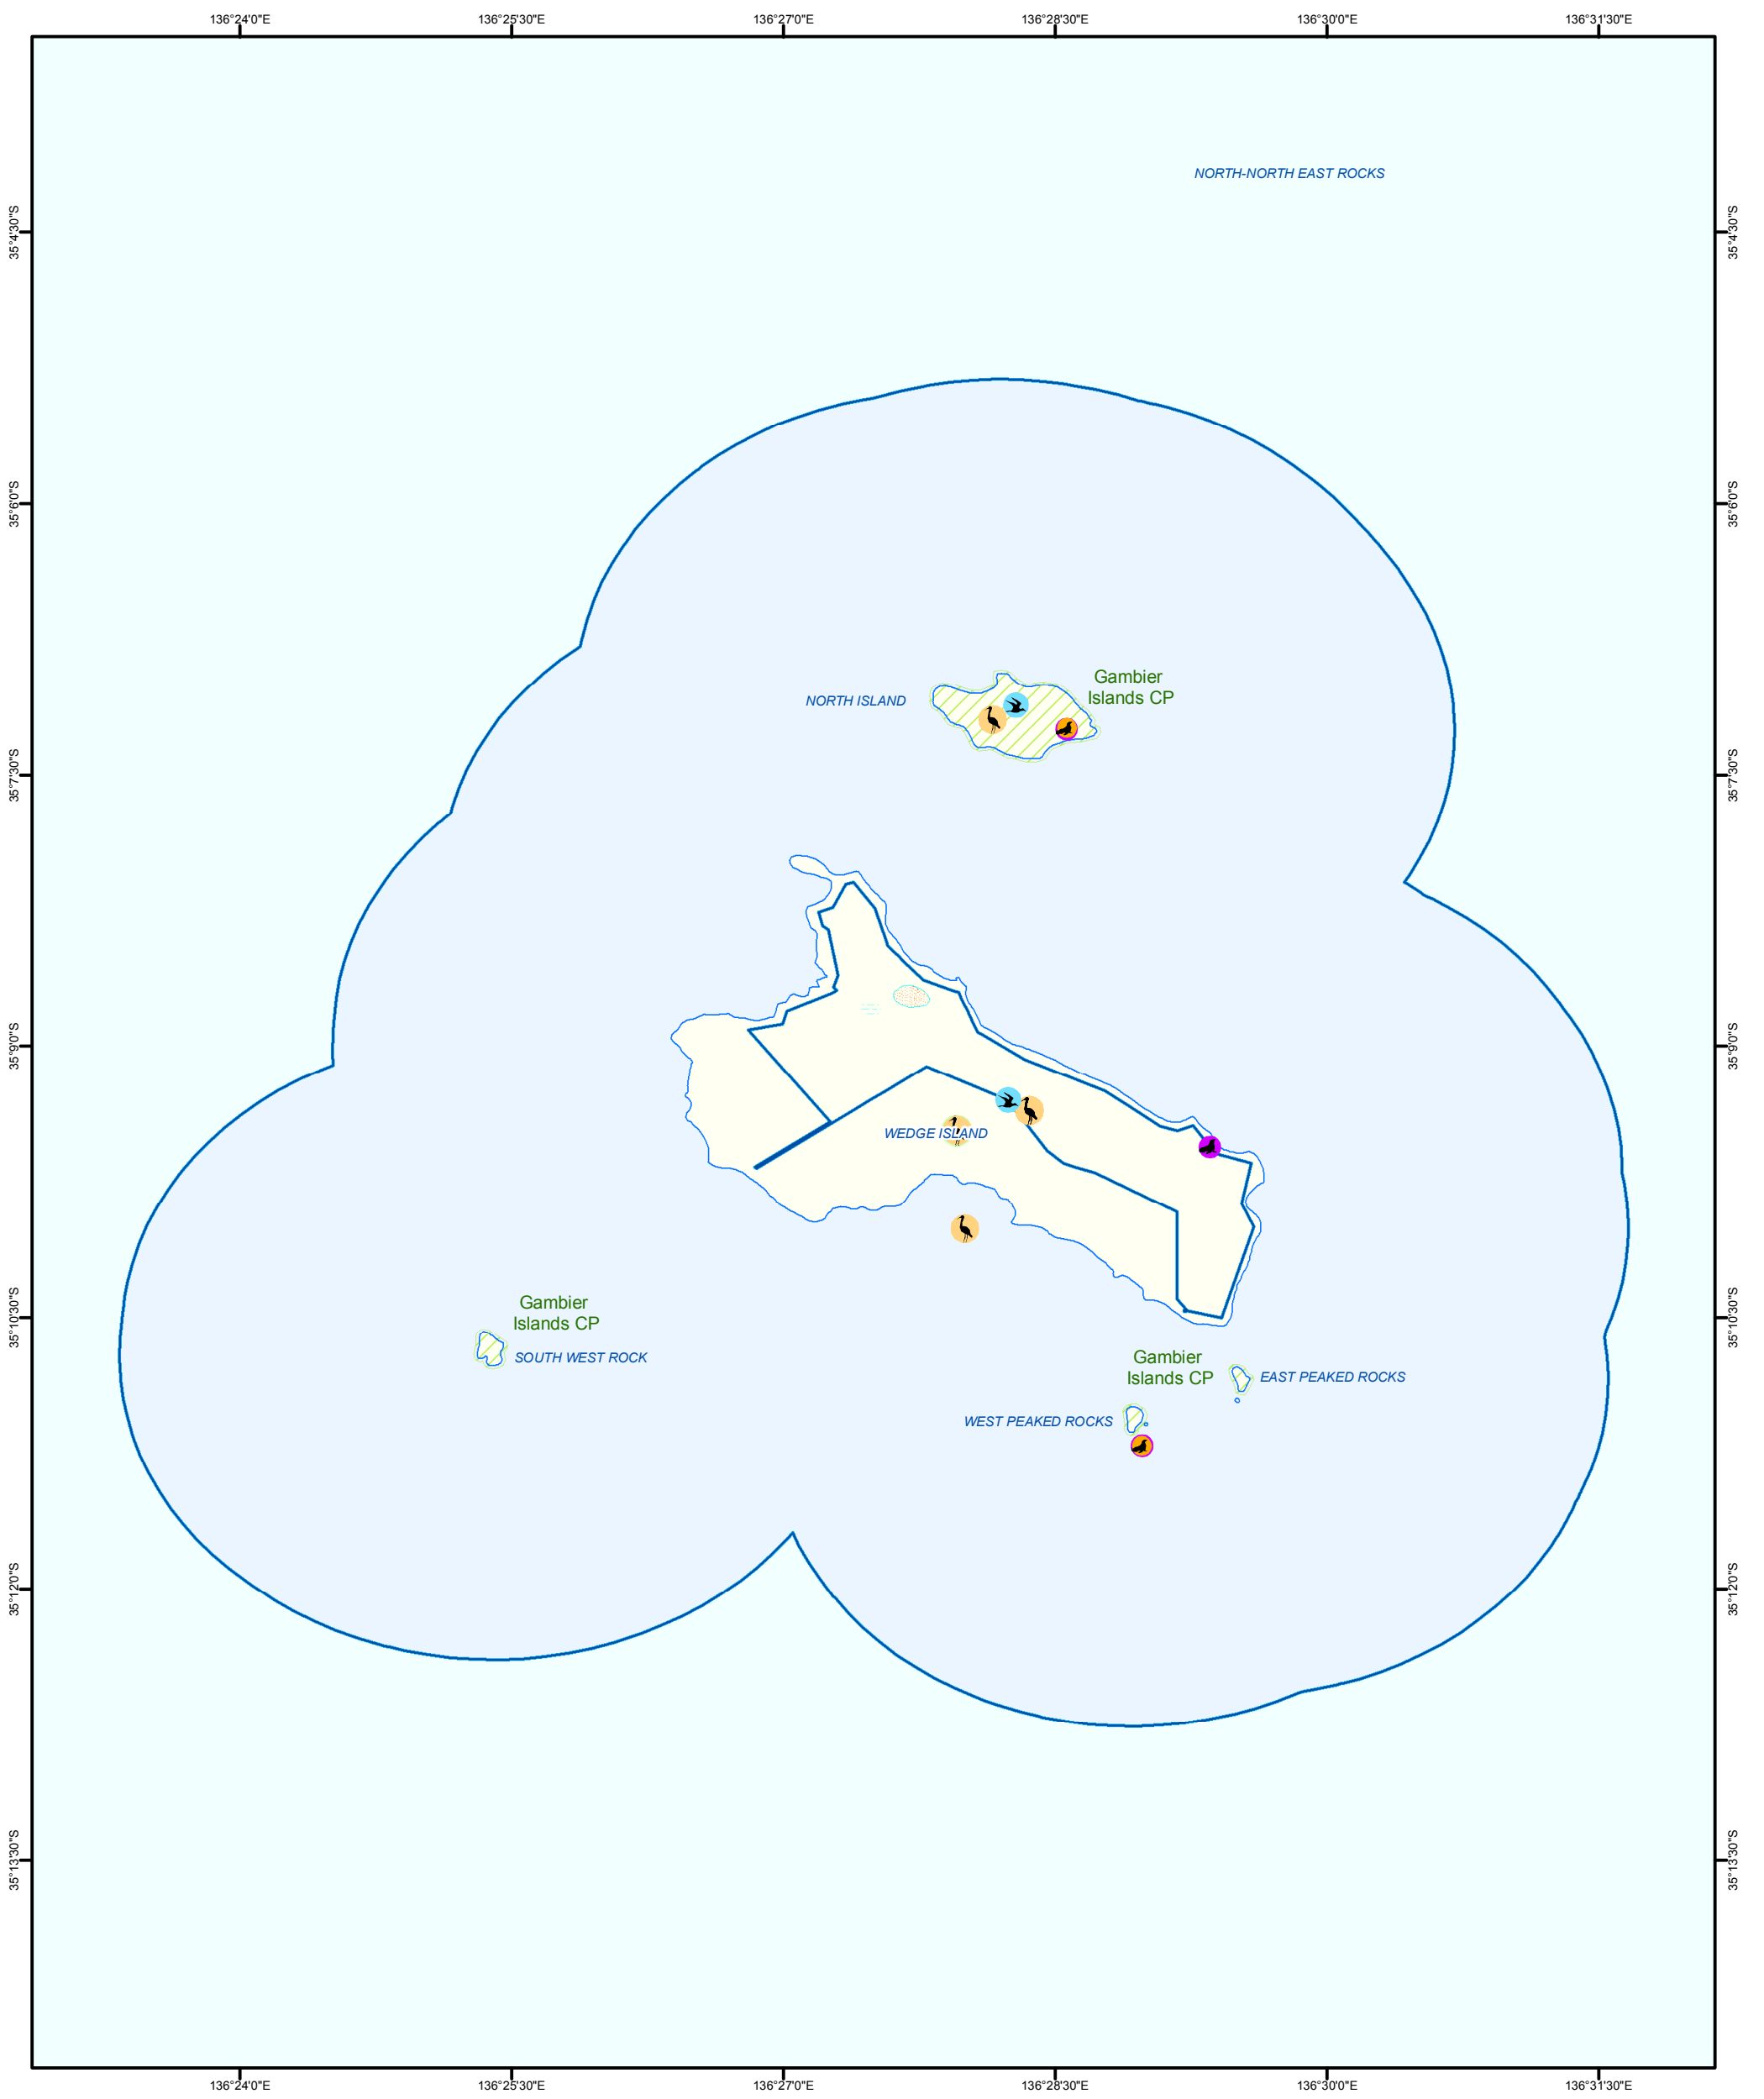 136°24'0"E
136°25'30"E
136°27'0"E
136°28'30"E
136°30'0"E
136°31'30"E
NORTH-NORTH EAST ROCKS
35°4'30"S
35°4'30"S
35°6'0"S
35°6'0"S
Gambier
Islands CP
NORTH ISLAND
35°7'30"S
35°7'30"S
35°9'0"S
35°9'0"S
WEDGE ISLAND
Gambier
Islands CP
35°10'30"S
35°10'30"S
SOUTH WEST ROCK
Gambier
Islands CP
EAST PEAKED ROCKS
WEST PEAKED ROCKS
35°12'0"S
35°12'0"S
35°13'30"S
35°13'30"S
136°24'0"E
136°25'30"E
136°27'0"E
136°28'30"E
136°30'0"E
136°31'30"E